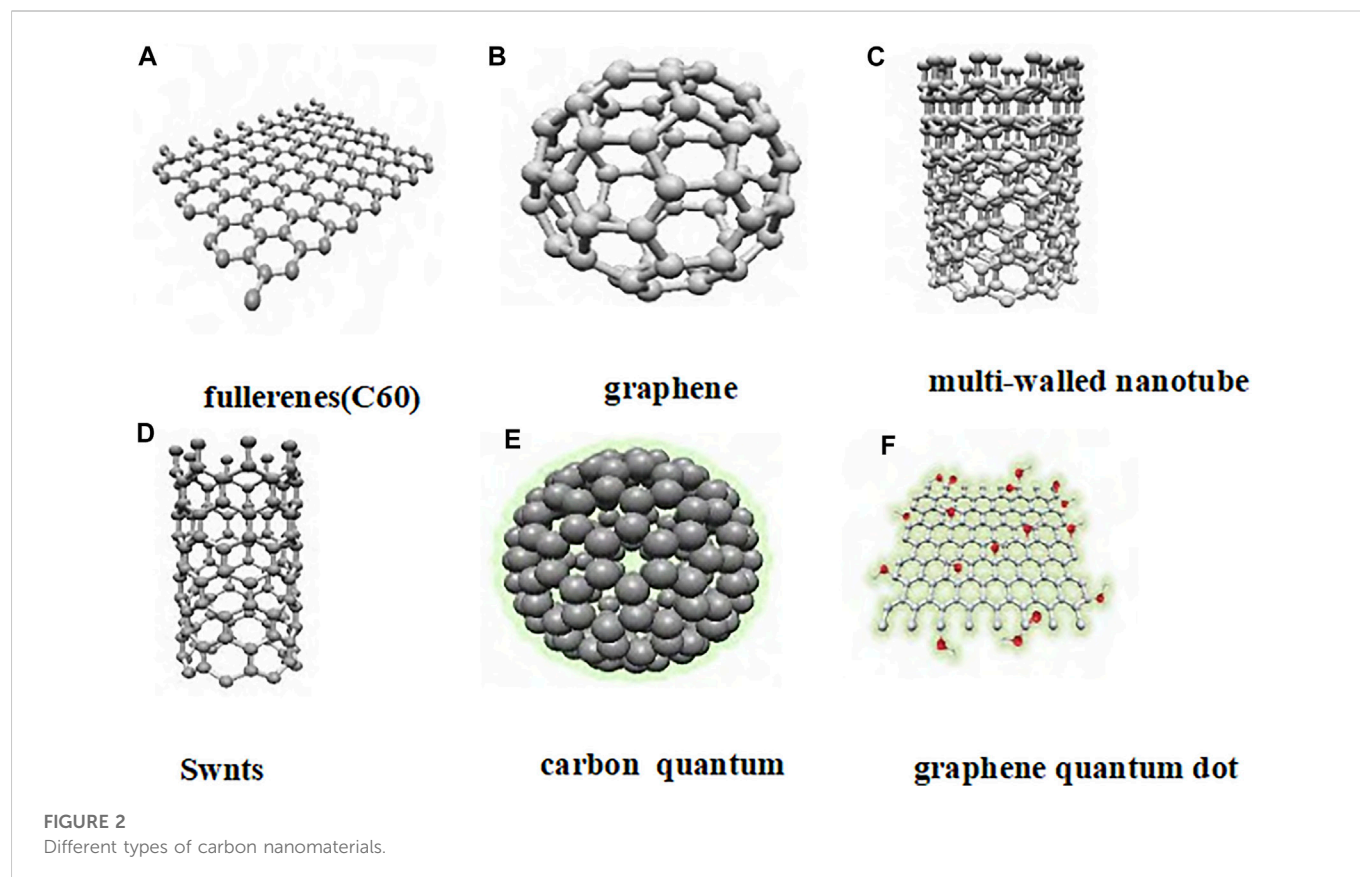 A
B
C
fullerenes(C60)
graphene
multi-walled nanotube
D
E
F
Swnts
carbon quantum
graphene quantum dot
FIGURE 2
Different types of carbon nanomaterials.